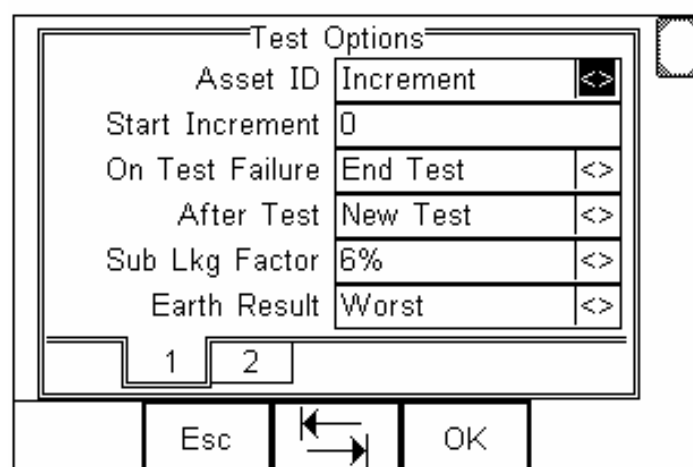 Test Options
Asset ID Increment <>
Start Increment 0
On Test Failure End Test <>
After Test New Test <>
Sub Lkg Factor 6% <>
Earth Result Worst <>
1 2
Esc OK